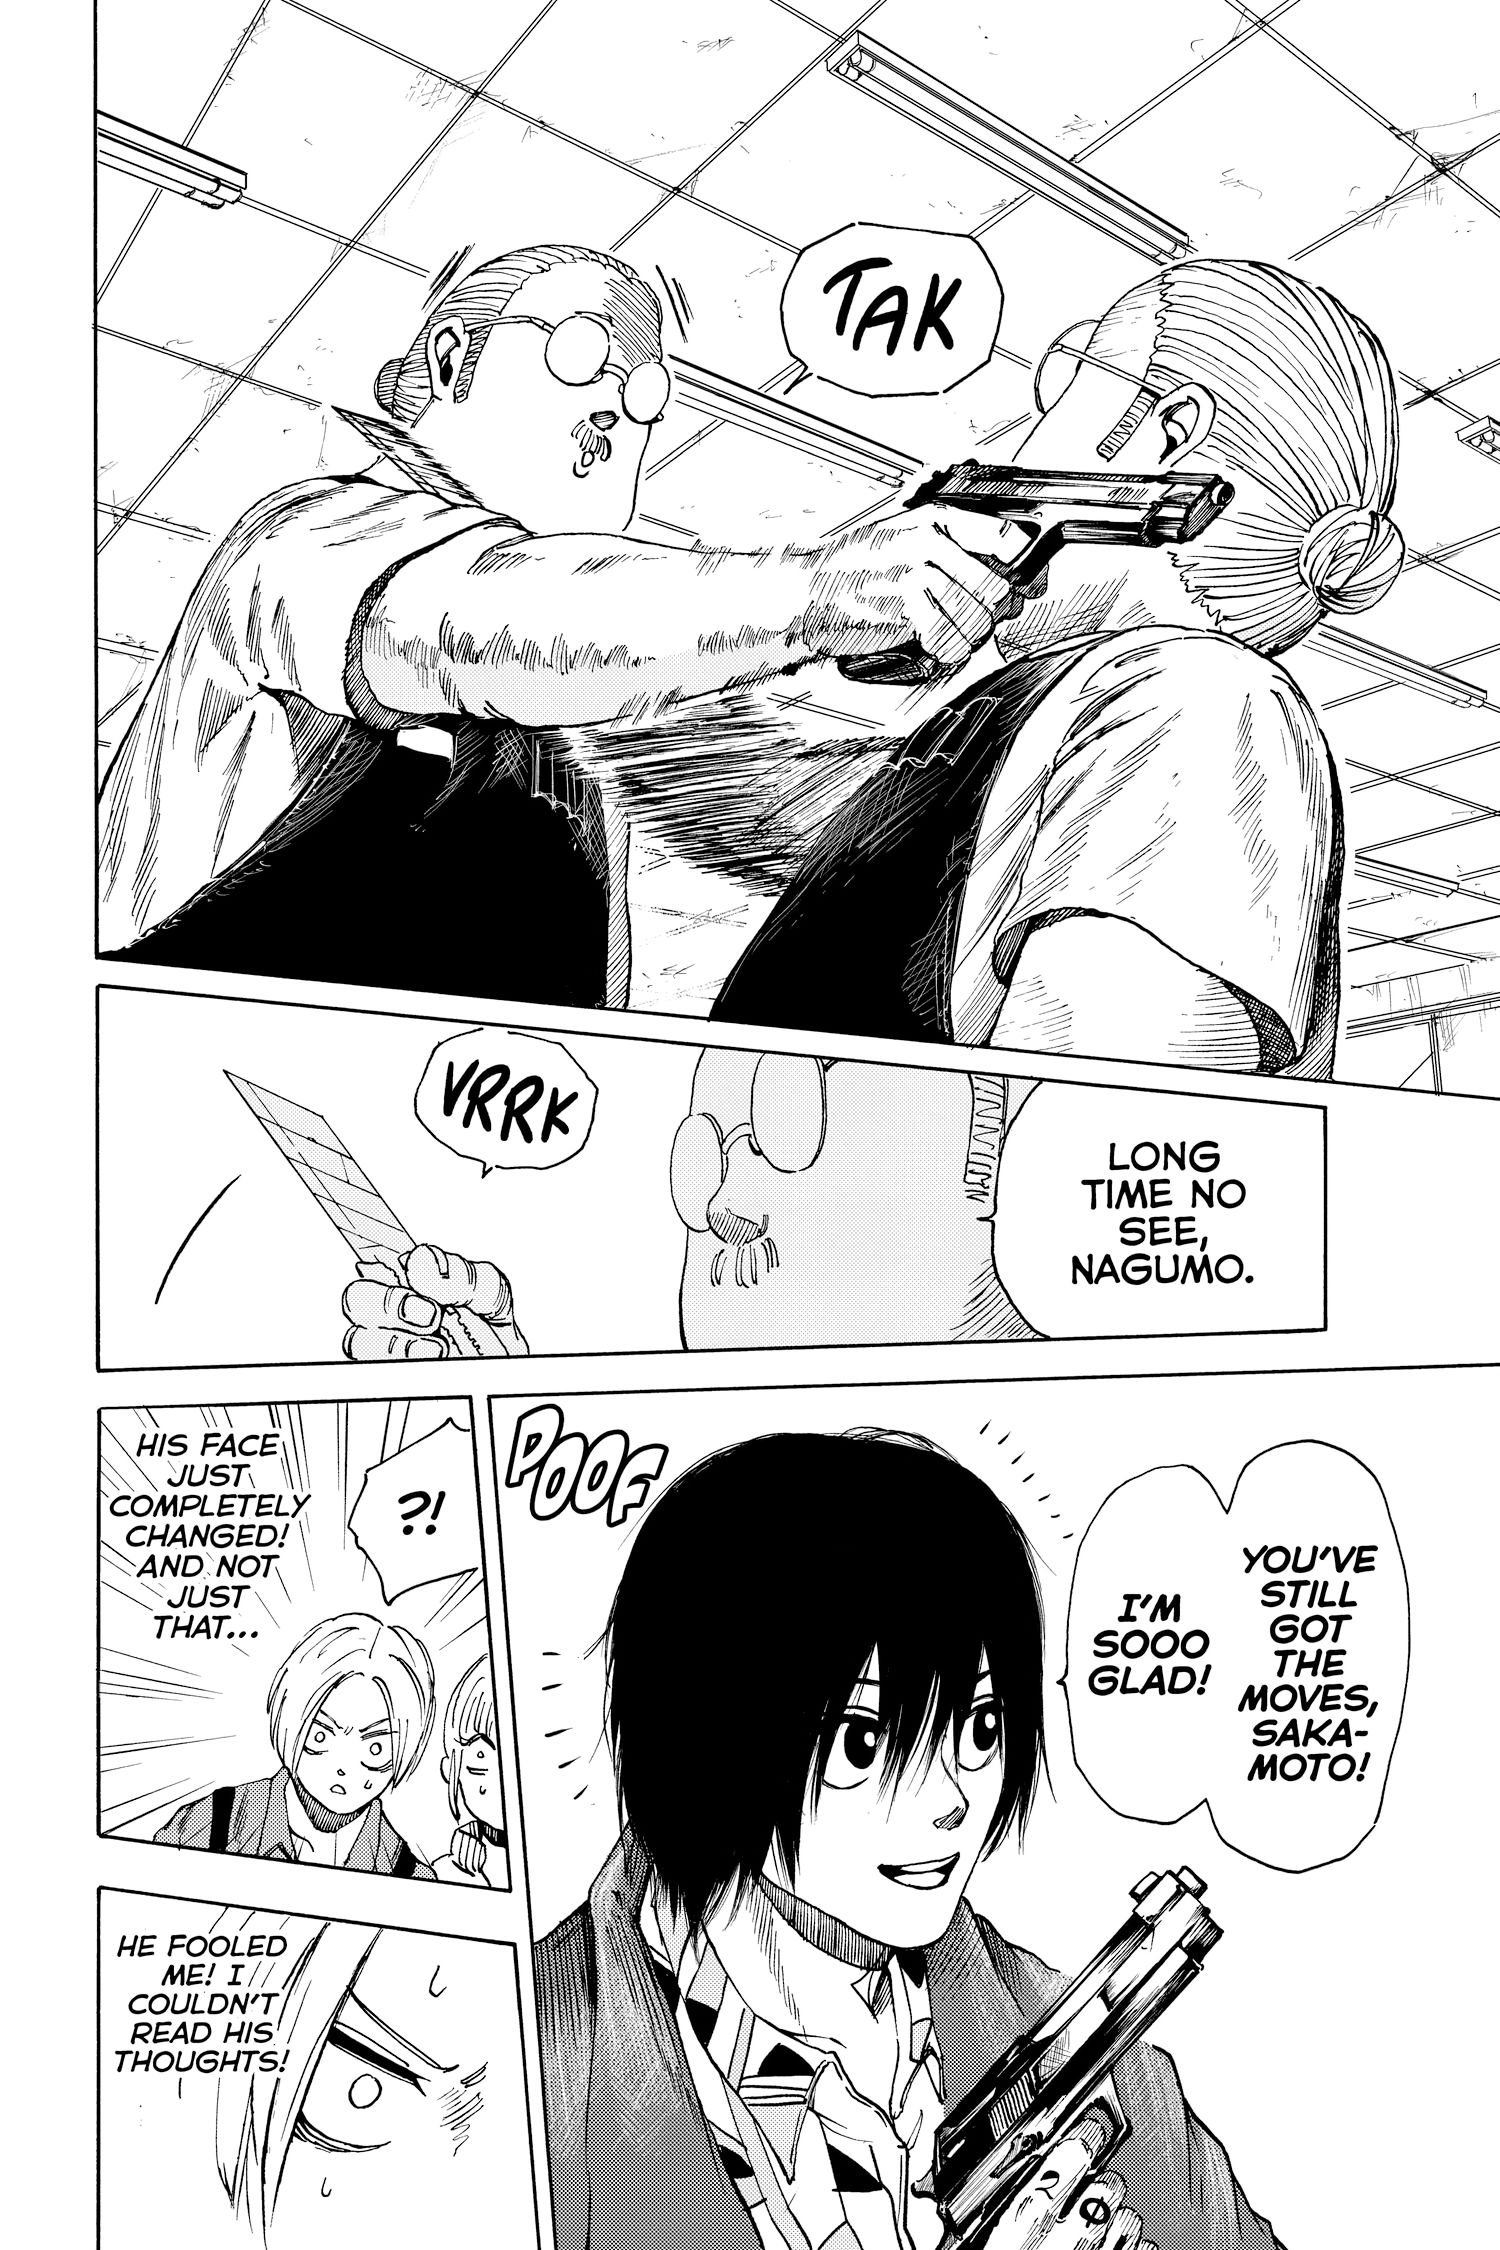 TAK
LONG
TIME NO
SEE,
NAGUMO.
VRRK
YOU'VE
STILL
GOT
THE
MOVES,
SAKA-
MOTO!
I'M
SOOO
GLAD!
POOF
?!
HIS FACE
JUST
COMPLETELY
CHANGED!
AND NOT
JUST
THAT...
HE FOOLED
ME! I
COULDN'T
READ HIS
THOUGHTS!